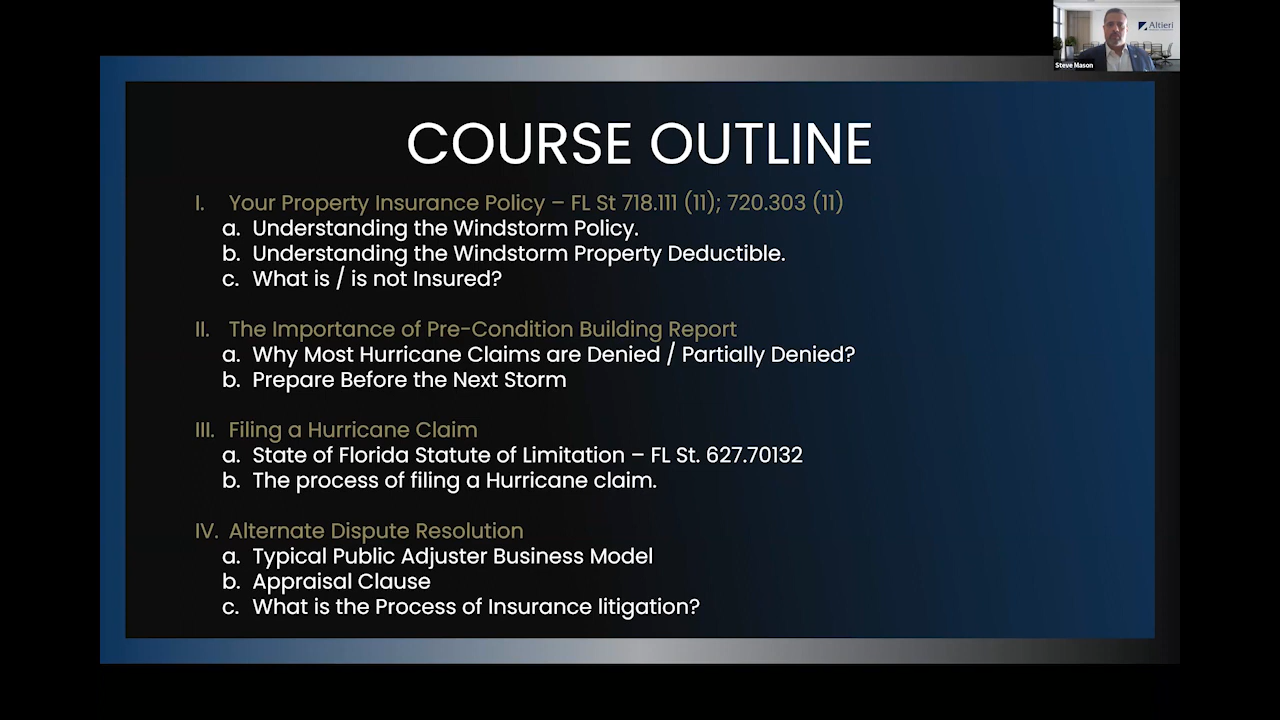 Altieri
Steve Mason
COURSE OUTLINE
I. Your Property Insurance Policy – FL St 718.111 (11); 720.303 (11)
a. Understanding the Windstorm Policy.
b. Understanding the Windstorm Property Deductible.
c. What is / is not Insured?
II. The Importance of Pre-Condition Building Report
a. Why Most Hurricane Claims are Denied / Partially Denied?
b. Prepare Before the Next Storm
III. Filing a Hurricane Claim
a. State of Florida Statute of Limitation – FL St. 627.70132
b. The process of filing a Hurricane claim.
IV. Alternate Dispute Resolution
a. Typical Public Adjuster Business Model
b. Appraisal Clause
c. What is the Process of Insurance litigation?